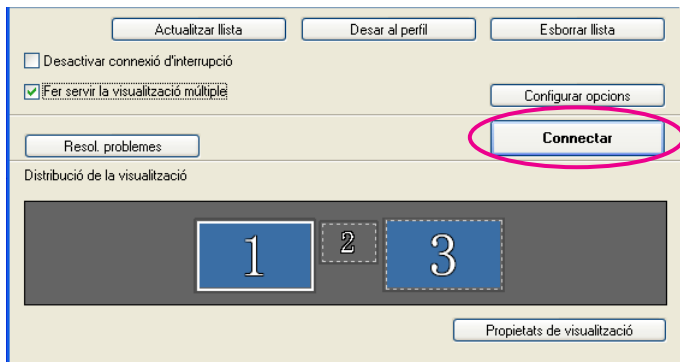 Actualitzar llista Desar al perfil Esborrar llista
Desactivar connexió d'interrupció
Fer servir la visualització múltiple
Configurar opcions
Connectar
Resol. problemes
Distribució de la visualització
1 2 3
Propietats de visualització